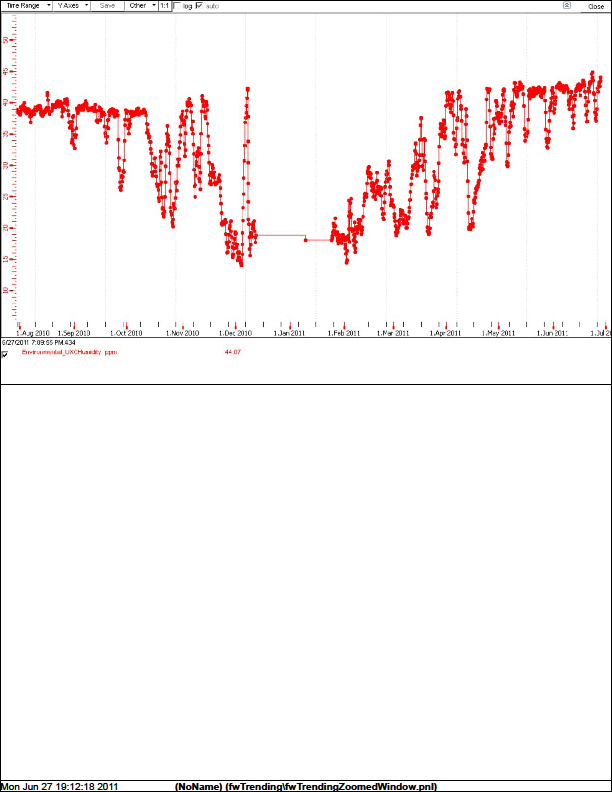 Time Range Y Axes Save Other 1:1 log auto Close
50
45
40
35
30
25
20
15
10
1.Aug 2010 1.Sep 2010 1.Oct 2010 1.Nov 2010 1.Dec 2010 1.Jan 2011 1.Feb 2011 1.Mar 2011 1.Apr 2011 1.May 2011 1.Jun 2011 1.Jul 20
6/27/2011 7:09:55 PM.434
Environmental_UXCHumidity ppm 44.07
Mon Jun 27 19:12:18 2011 (NoName) (fwTrending\fwTrendingZoomedWindow.pnl)